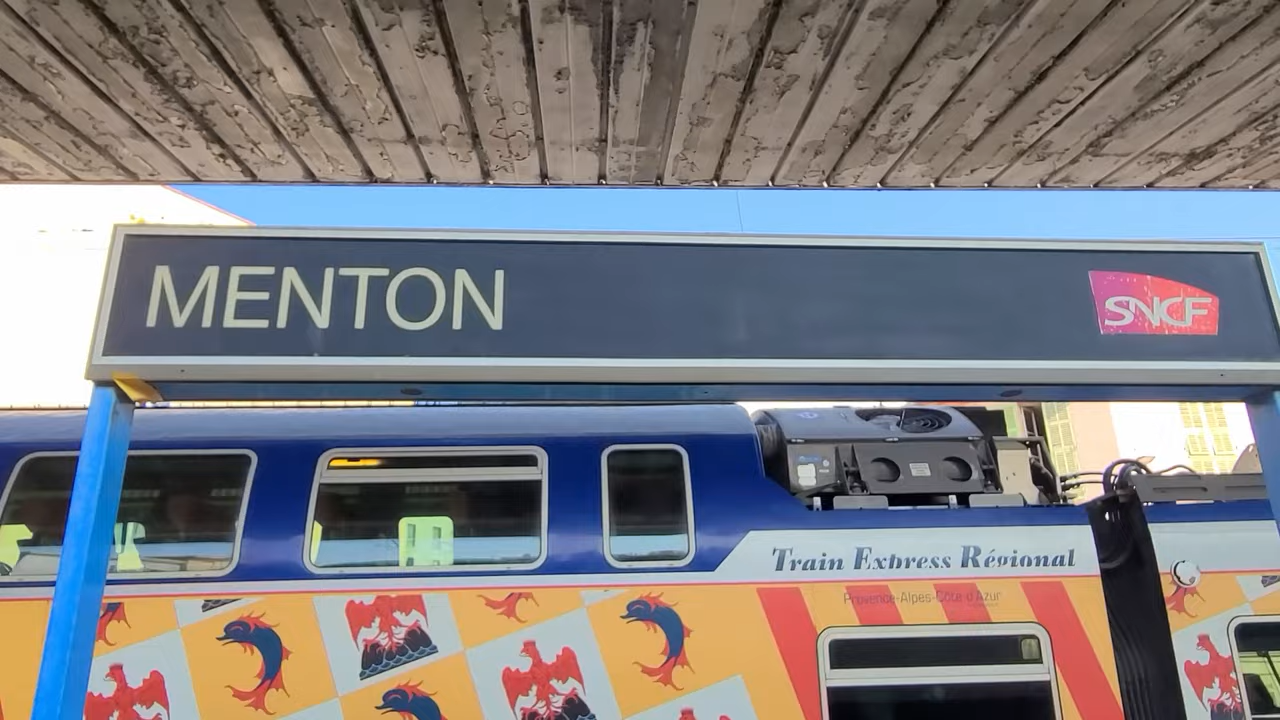 MENTON
SNCF
Train Express Régional
Provence-Alpes-Côte d'Azur